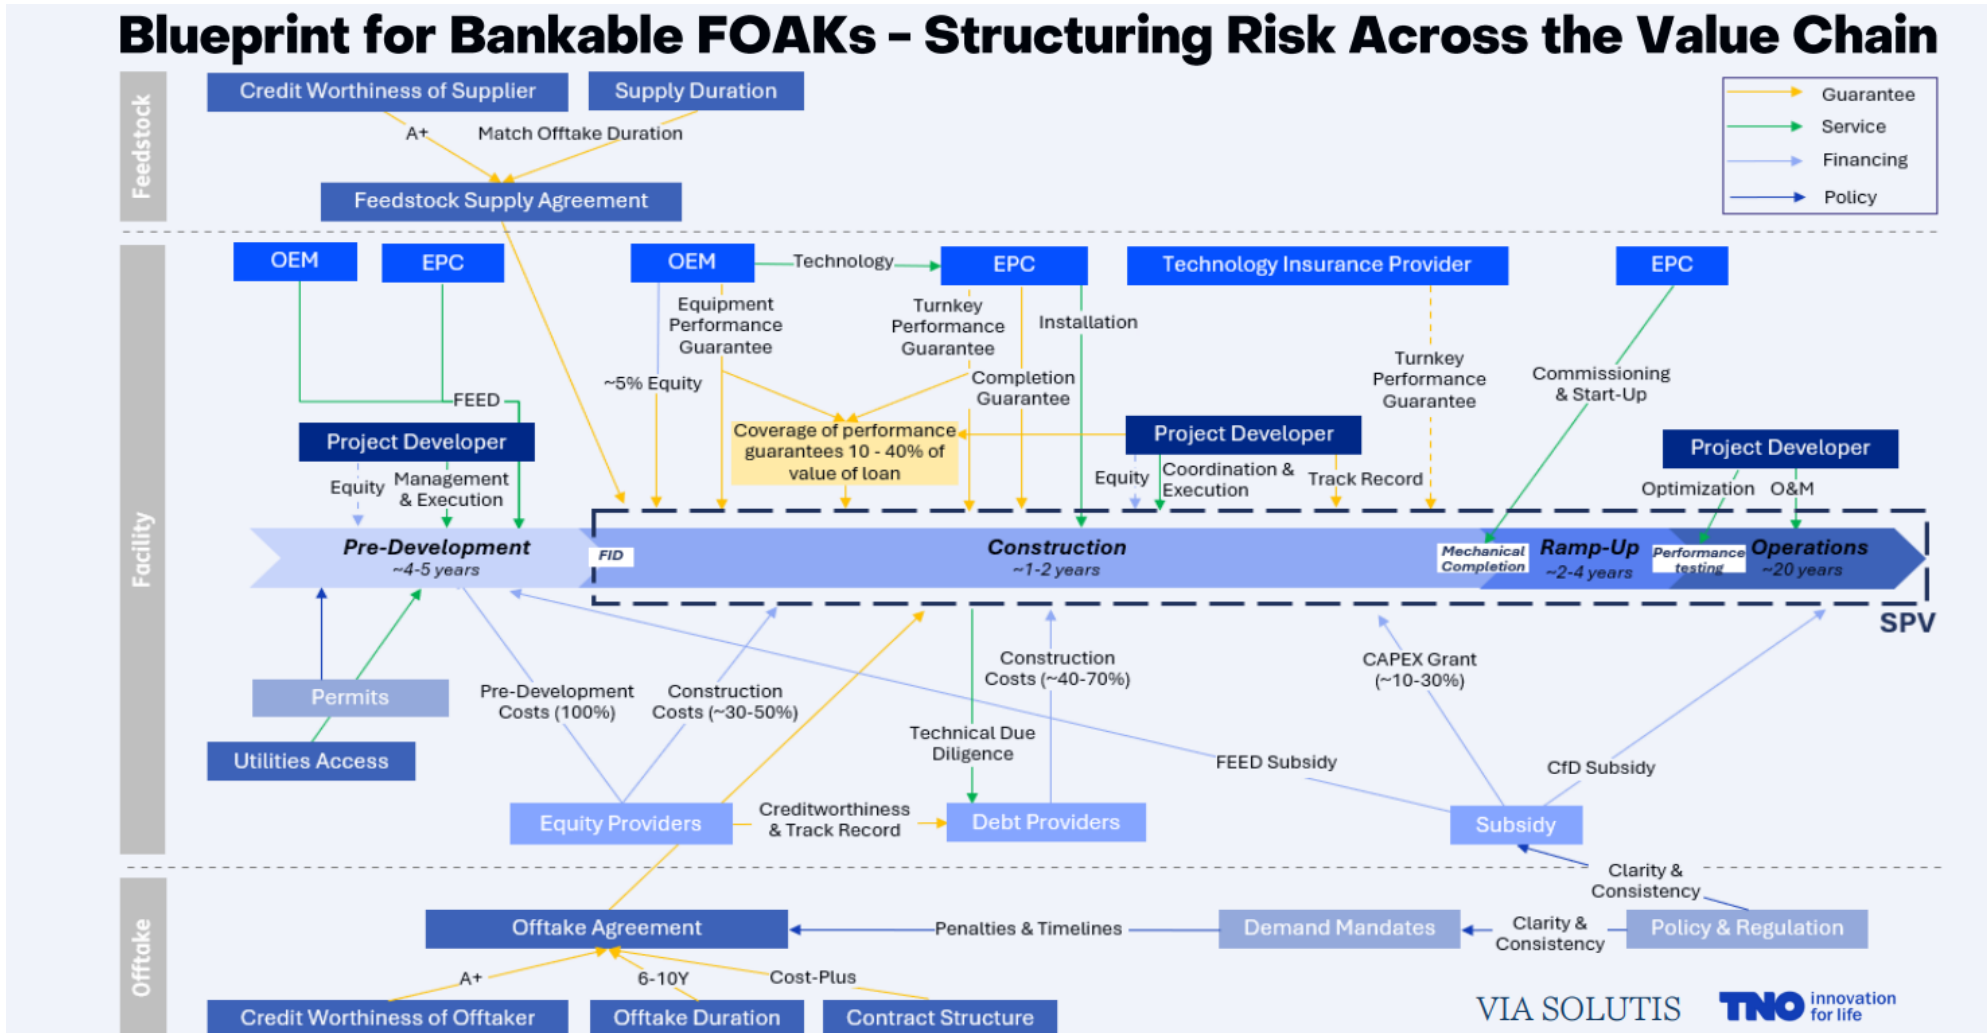 Blueprint for Bankable FOAKs – Structuring Risk Across the Value Chain
Feedstock
Credit Worthiness of Supplier
Supply Duration
A+
Match Offtake Duration
Feedstock Supply Agreement
Guarantee
Service
Financing
Policy
Facility
OEM
EPC
OEM
Technology
EPC
Technology Insurance Provider
EPC
Equipment
Performance
Guarantee
Turnkey
Performance
Guarantee
Installation
~5% Equity
Completion
Guarantee
Turnkey
Performance
Guarantee
Commissioning
& Start-Up
FEED
Project Developer
Coverage of performance
guarantees 10 - 40% of
value of loan
Project Developer
Project Developer
Equity
Management
& Execution
Equity
Coordination &
Execution
Track Record
Optimization
O&M
Pre-Development
~4-5 years
FID
Construction
~1-2 years
Mechanical
Completion
Ramp-Up
~2-4 years
Performance
testing
Operations
~20 years
SPV
Permits
Utilities Access
Pre-Development
Costs (100%)
Construction
Costs (~30-50%)
Construction
Costs (~40-70%)
CAPEX Grant
(~10-30%)
Technical Due
Diligence
FEED Subsidy
CfD Subsidy
Equity Providers
Creditworthiness
& Track Record
Debt Providers
Subsidy
Offtake
Clarity &
Consistency
Offtake Agreement
Penalties & Timelines
Demand Mandates
Clarity &
Consistency
Policy & Regulation
A+
6-10Y
Cost-Plus
Credit Worthiness of Offtaker
Offtake Duration
Contract Structure
VIA SOLUTIS
TNO innovation
for life